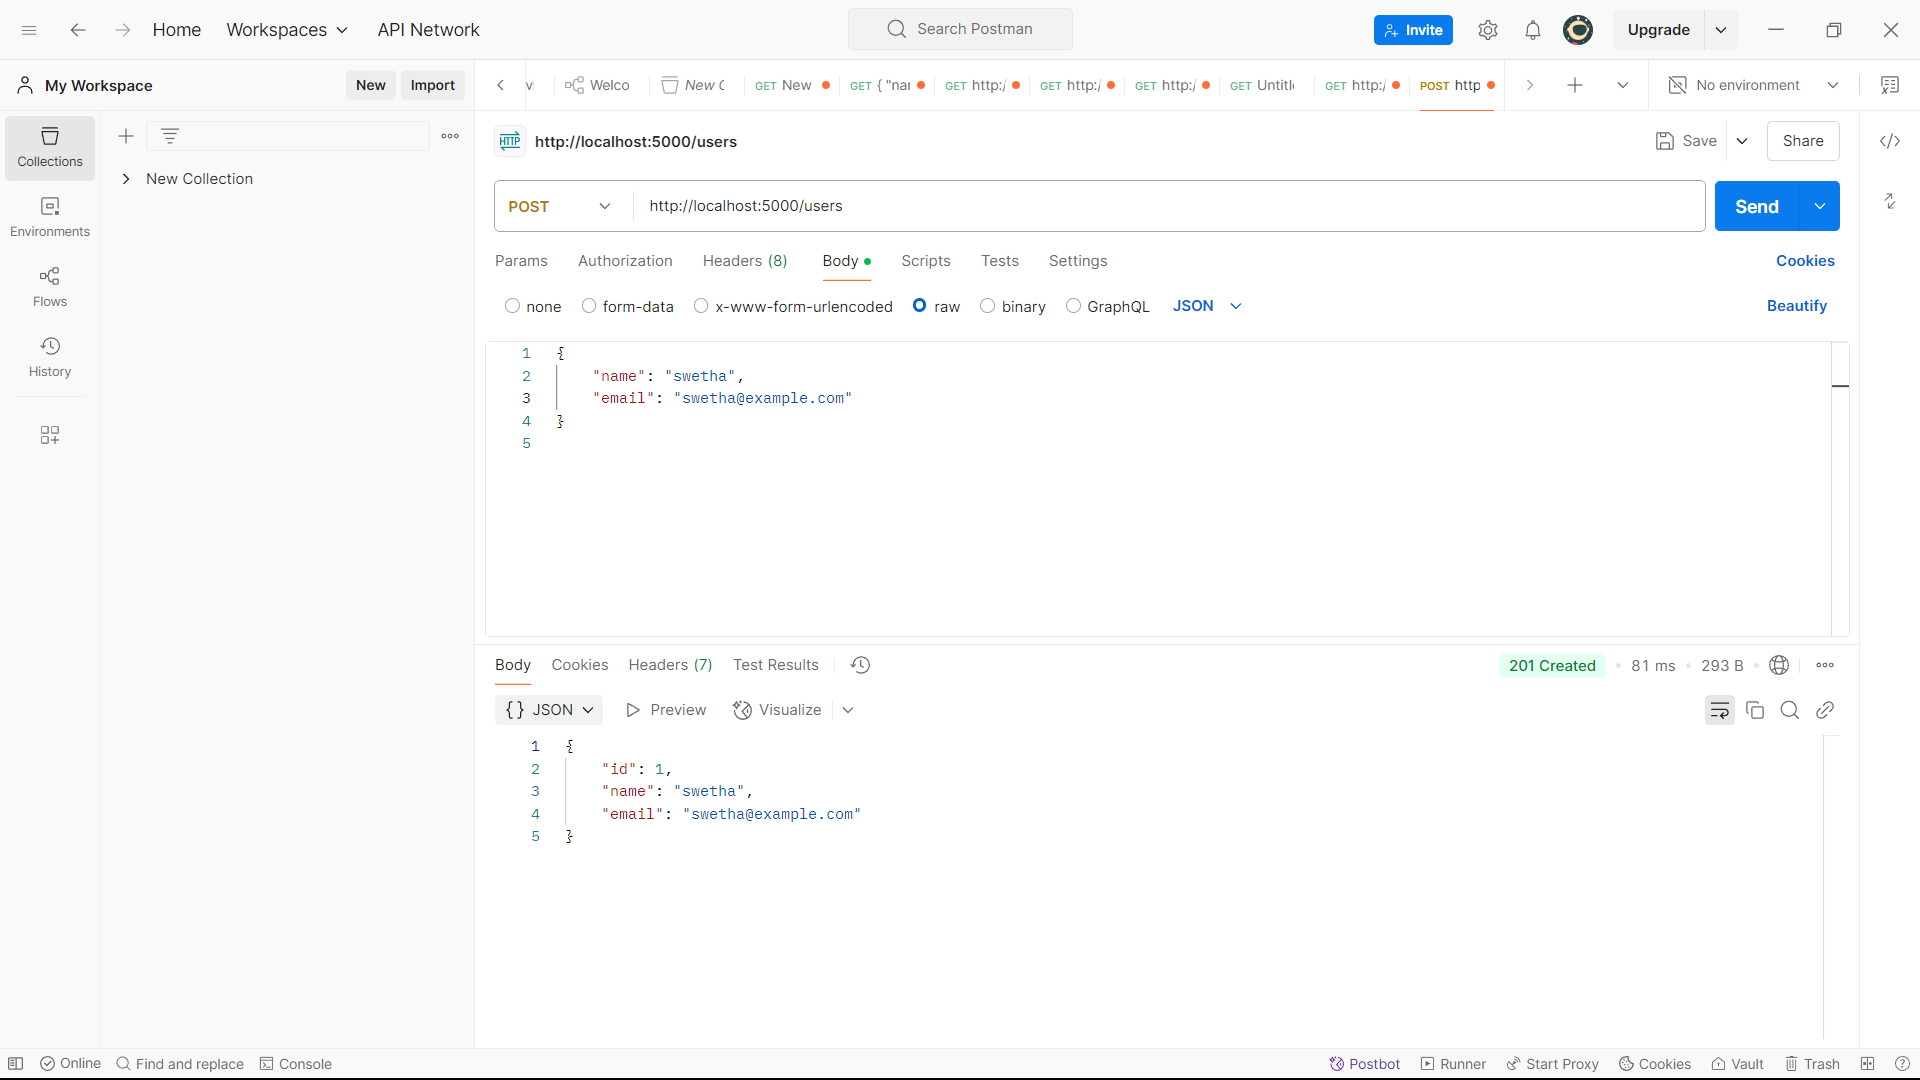 Home Workspaces API Network Search Postman Invite Upgrade
My Workspace New Import Welco New C GET New GET { "nar GET http:/ GET http:/ GET http:/ GET Untitl GET http:/ POST http No environment
Collections
Environments
Flows
History
New Collection
HTTP http://localhost:5000/users Save Share
POST http://localhost:5000/users Send
Params Authorization Headers (8) Body Scripts Tests Settings Cookies
none form-data x-www-form-urlencoded raw binary GraphQL JSON Beautify
1 {
2 "name": "swetha",
3 "email": "swetha@example.com"
4 }
5
Body Cookies Headers (7) Test Results 201 Created • 81 ms • 293 B •
{} JSON Preview Visualize
1 {
2 "id": 1,
3 "name": "swetha",
4 "email": "swetha@example.com"
5 }
Online Find and replace Console Postbot Runner Start Proxy Cookies Vault Trash